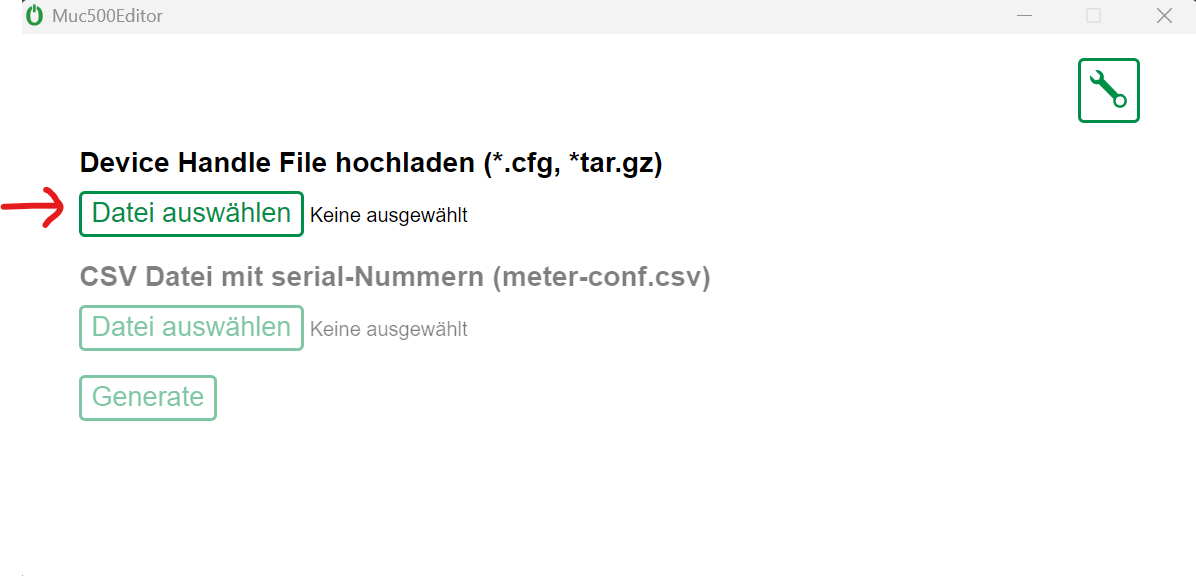 Muc500Editor
Device Handle File hochladen (*.cfg, *tar.gz)
Datei auswählen Keine ausgewählt
CSV Datei mit serial-Nummern (meter-conf.csv)
Datei auswählen Keine ausgewählt
Generate